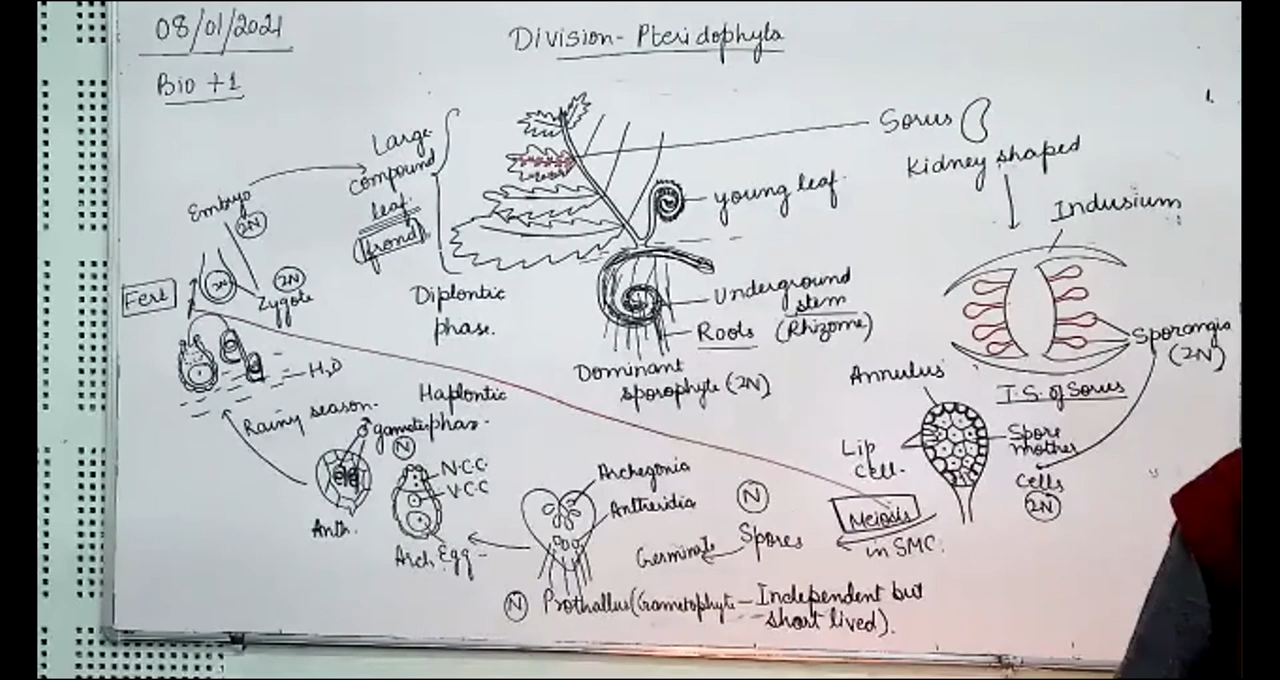 08/01/2021
Bio +1
Division- Pteridophyta
Large
compound
leaf.
(frond)
Sorus
Kidney shaped
Indusium
young leaf.
Embryo
2N
Fert
2N
2N
Zygote
Diplontic
phase.
Underground
stem
(Rhizome)
Roots
Dominant
sporophyte (2N)
Sporangia
(2N)
T.S. of Sorus
H2O
Rainy season.
Haplontic
phas-
♂ gamete
N
N.C.C.
V.C.C
Anth.
Arch.
Egg-
Archegonia
Antheridia
N
Spores
Germinate
Annulus
Lip
Cell.
Spore
mother
Cells
2N
Meiosis
in SMC.
N Prothallus (Gametophyte - Independent but
short lived).